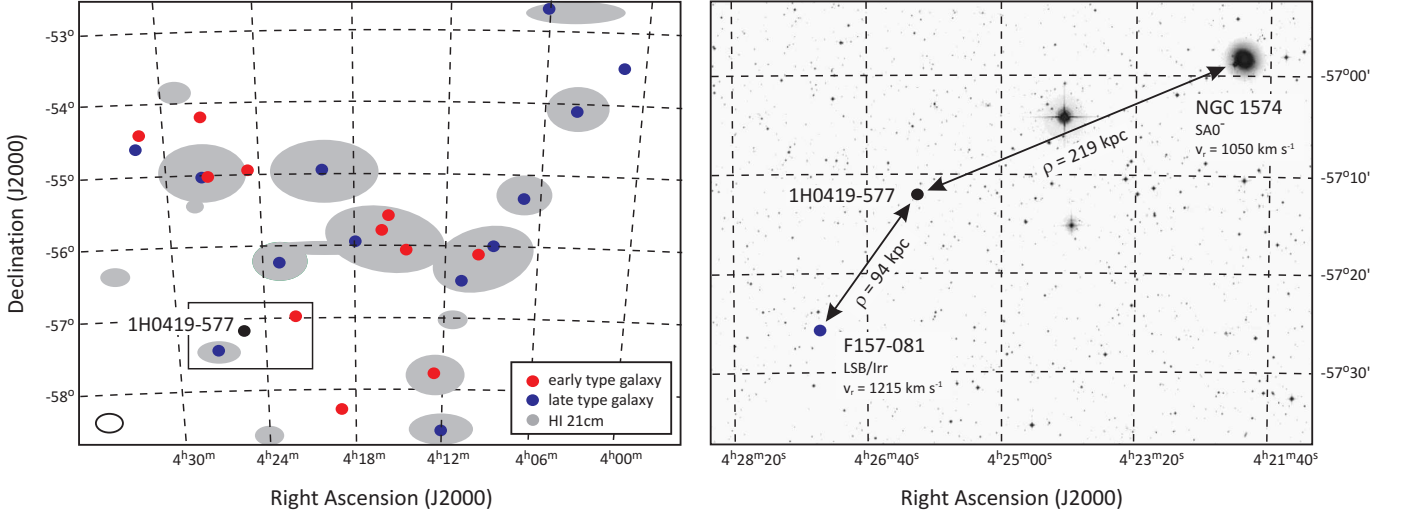 -53°
-54°
-55°
-56°
-57°
-58°
Declination (J2000)
1H0419-577
early type galaxy
late type galaxy
HI 21cm
4ʰ30ᵐ
4ʰ24ᵐ
4ʰ18ᵐ
4ʰ12ᵐ
4ʰ06ᵐ
4ʰ00ᵐ
Right Ascension (J2000)
-57°00'
-57°10'
-57°20'
-57°30'
NGC 1574
SA0⁻
vᵣ = 1050 km s⁻¹
ρ = 219 kpc
1H0419-577
ρ = 94 kpc
F157-081
LSB/Irr
vᵣ = 1215 km s⁻¹
4ʰ28ᵐ20ˢ
4ʰ26ᵐ40ˢ
4ʰ25ᵐ00ˢ
4ʰ23ᵐ20ˢ
4ʰ21ᵐ40ˢ
Right Ascension (J2000)